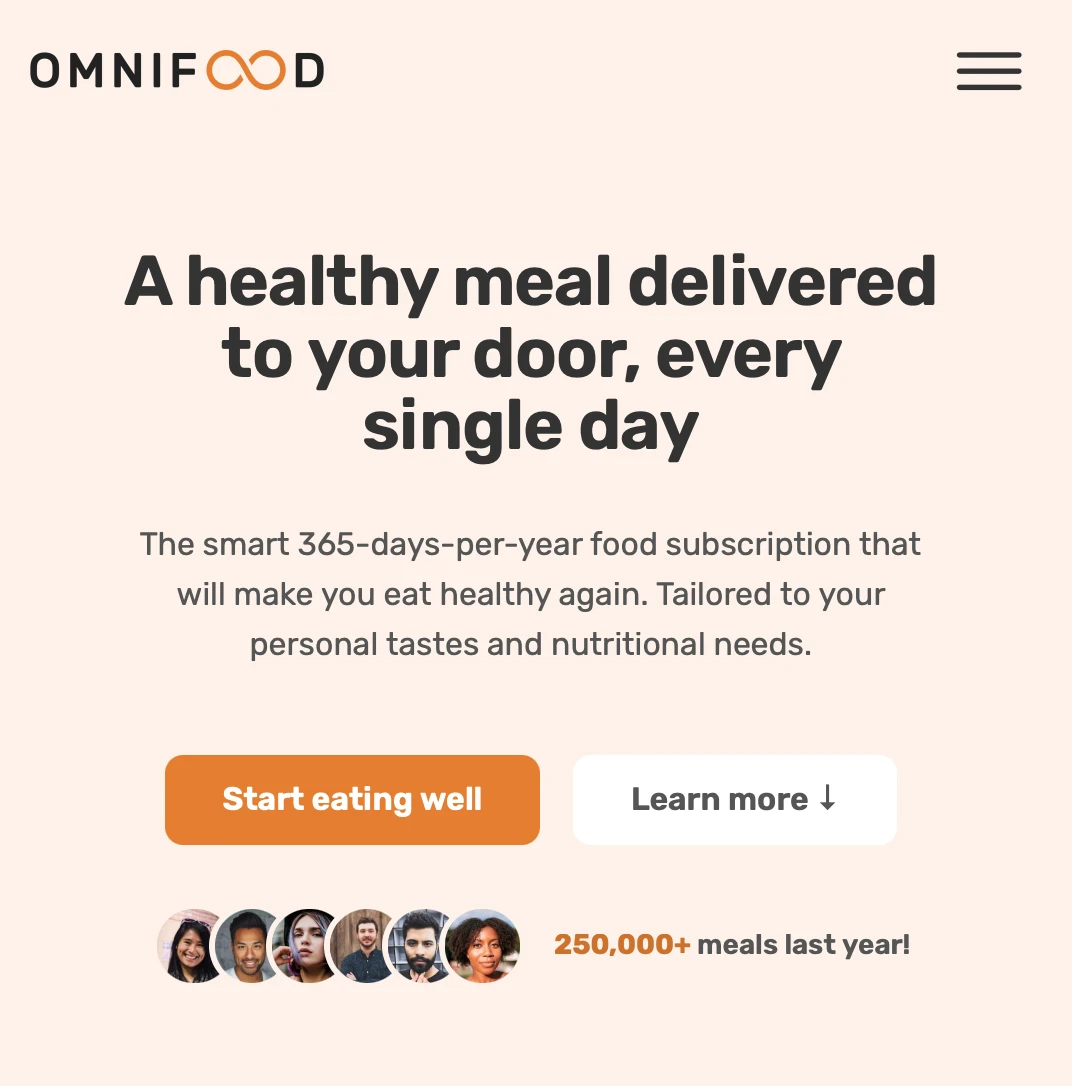 OMNIFOOD
A healthy meal delivered
to your door, every
single day
The smart 365-days-per-year food subscription that
will make you eat healthy again. Tailored to your
personal tastes and nutritional needs.
Start eating well
Learn more ↓
250,000+ meals last year!